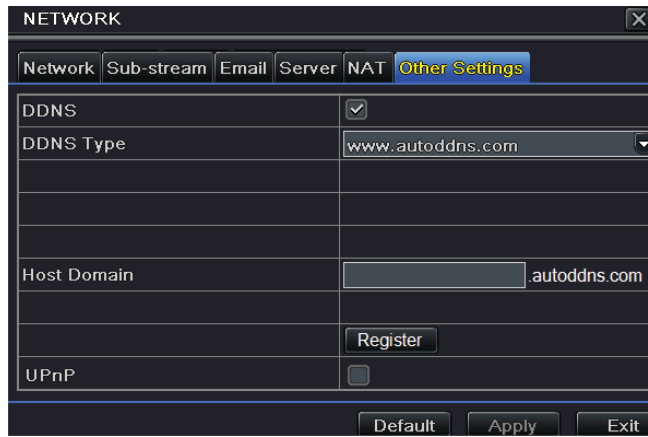 NETWORK
Network Sub-stream Email Server NAT Other Settings
DDNS
DDNS Type www.autoddns.com
Host Domain .autoddns.com
Register
UPnP
Default Apply Exit